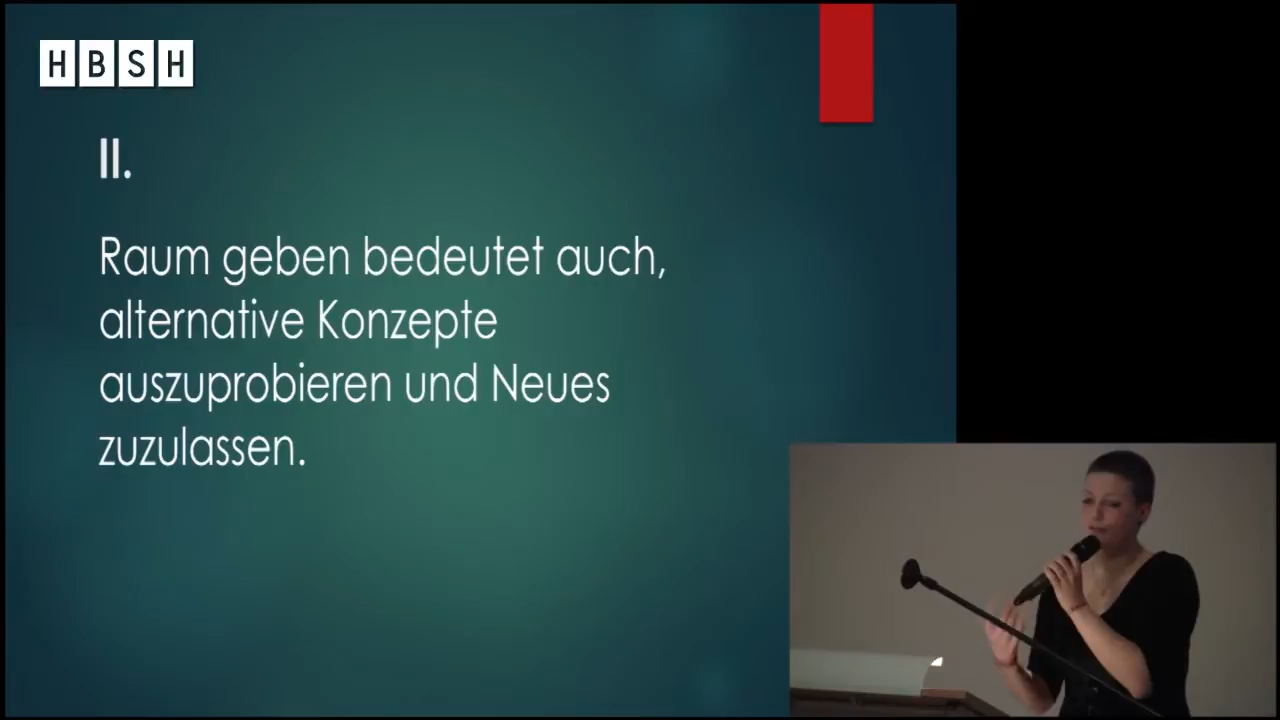 HBSH
II.
Raum geben bedeutet auch,
alternative Konzepte
auszuprobieren und Neues
zuzulassen.